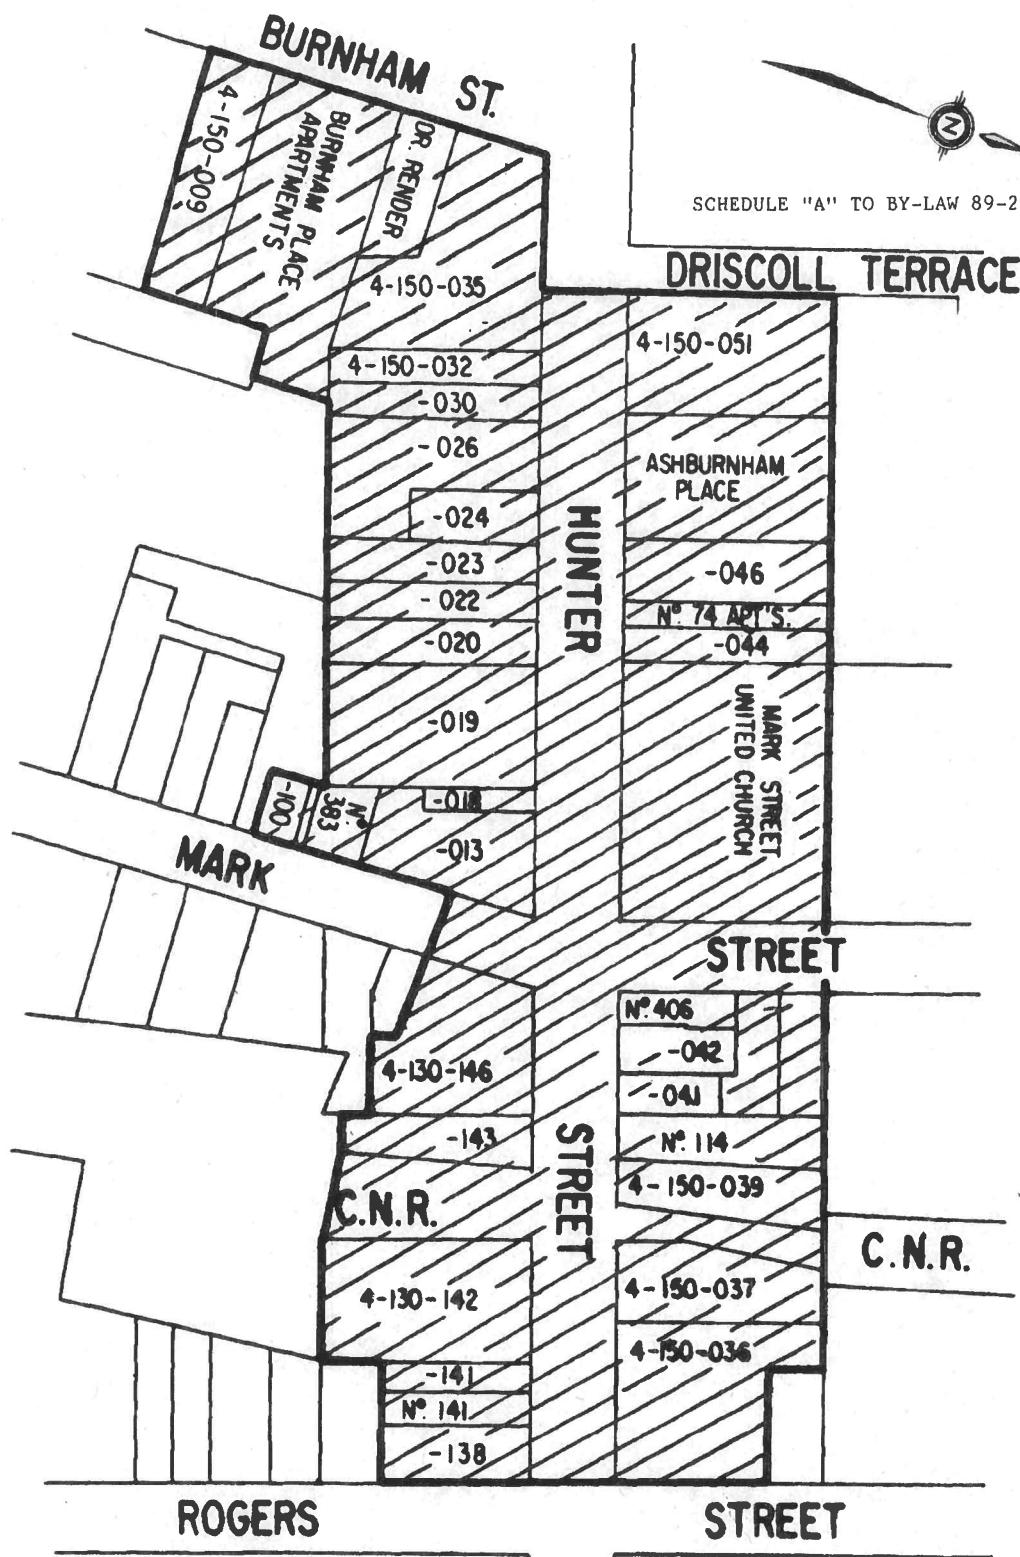 BURNHAM ST.
N
SCHEDULE "A" TO BY-LAW 89-2
DRISCOLL TERRACE
4-150-009
BURNHAM PLACE
APARTMENTS
DR. RENDER
4-150-035
4-150-032
-030
-026
-024
-023
-022
-020
-019
-018
-013
-100
Nº
383
4-150-051
ASHBURNHAM
PLACE
-046
Nº 74 APT'S.
-044
MARK STREET
UNITED CHURCH
HUNTER
STREET
MARK
STREET
Nº 406
-042
-041
Nº 114
4-150-039
4-130-146
-143
C.N.R.
C.N.R.
4-130-142
4-150-037
4-150-036
-141
Nº 141
-138
ROGERS
STREET